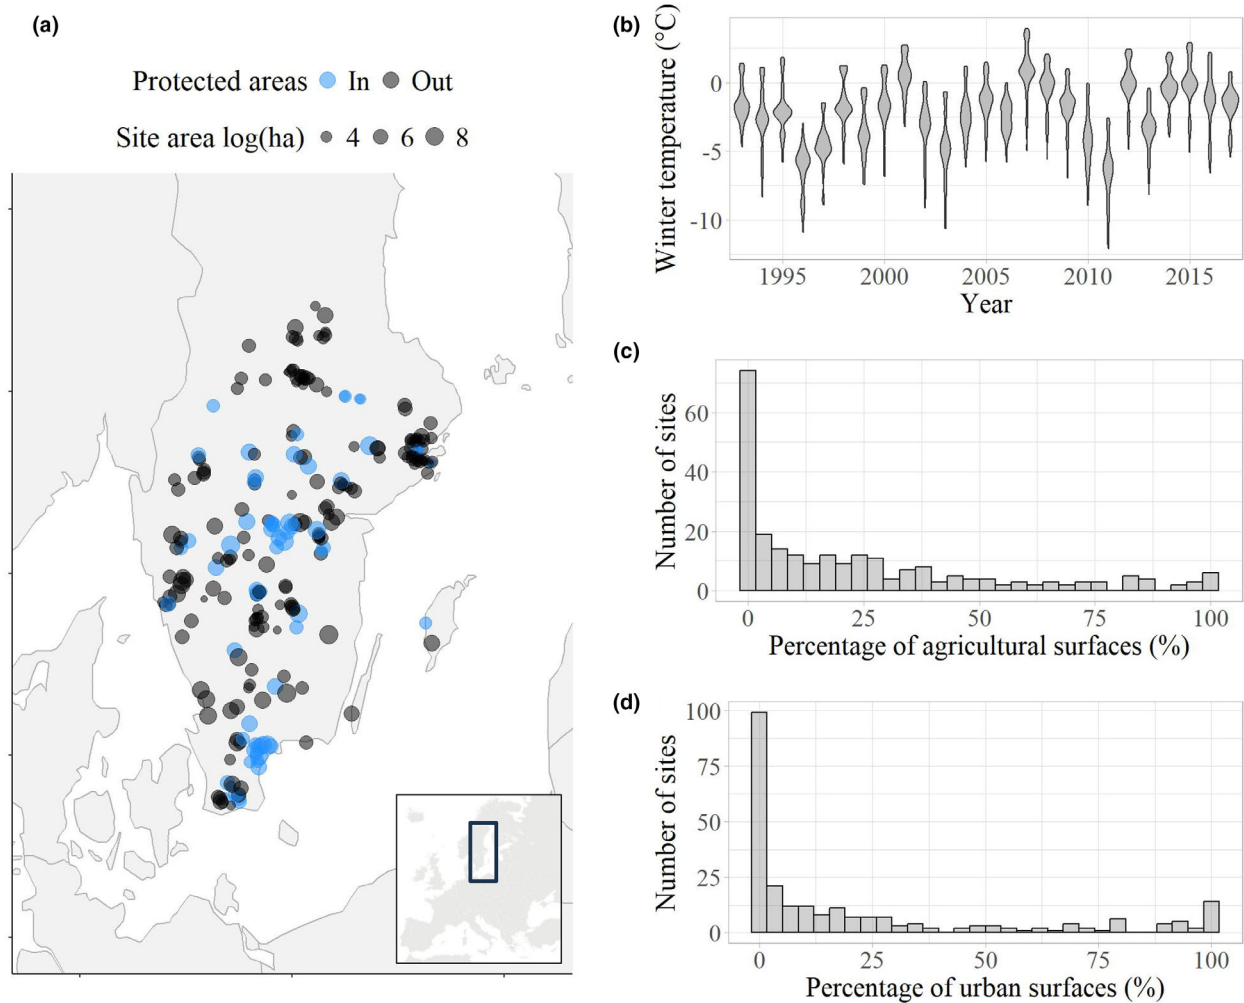 (a)
Protected areas In Out
Site area log(ha) 4 6 8
(b)
Winter temperature (°C)
0
-5
-10
1995 2000 2005 2010 2015
Year
(c)
Number of sites
60
40
20
0
0 25 50 75 100
Percentage of agricultural surfaces (%)
(d)
Number of sites
100
75
50
25
0
0 25 50 75 100
Percentage of urban surfaces (%)